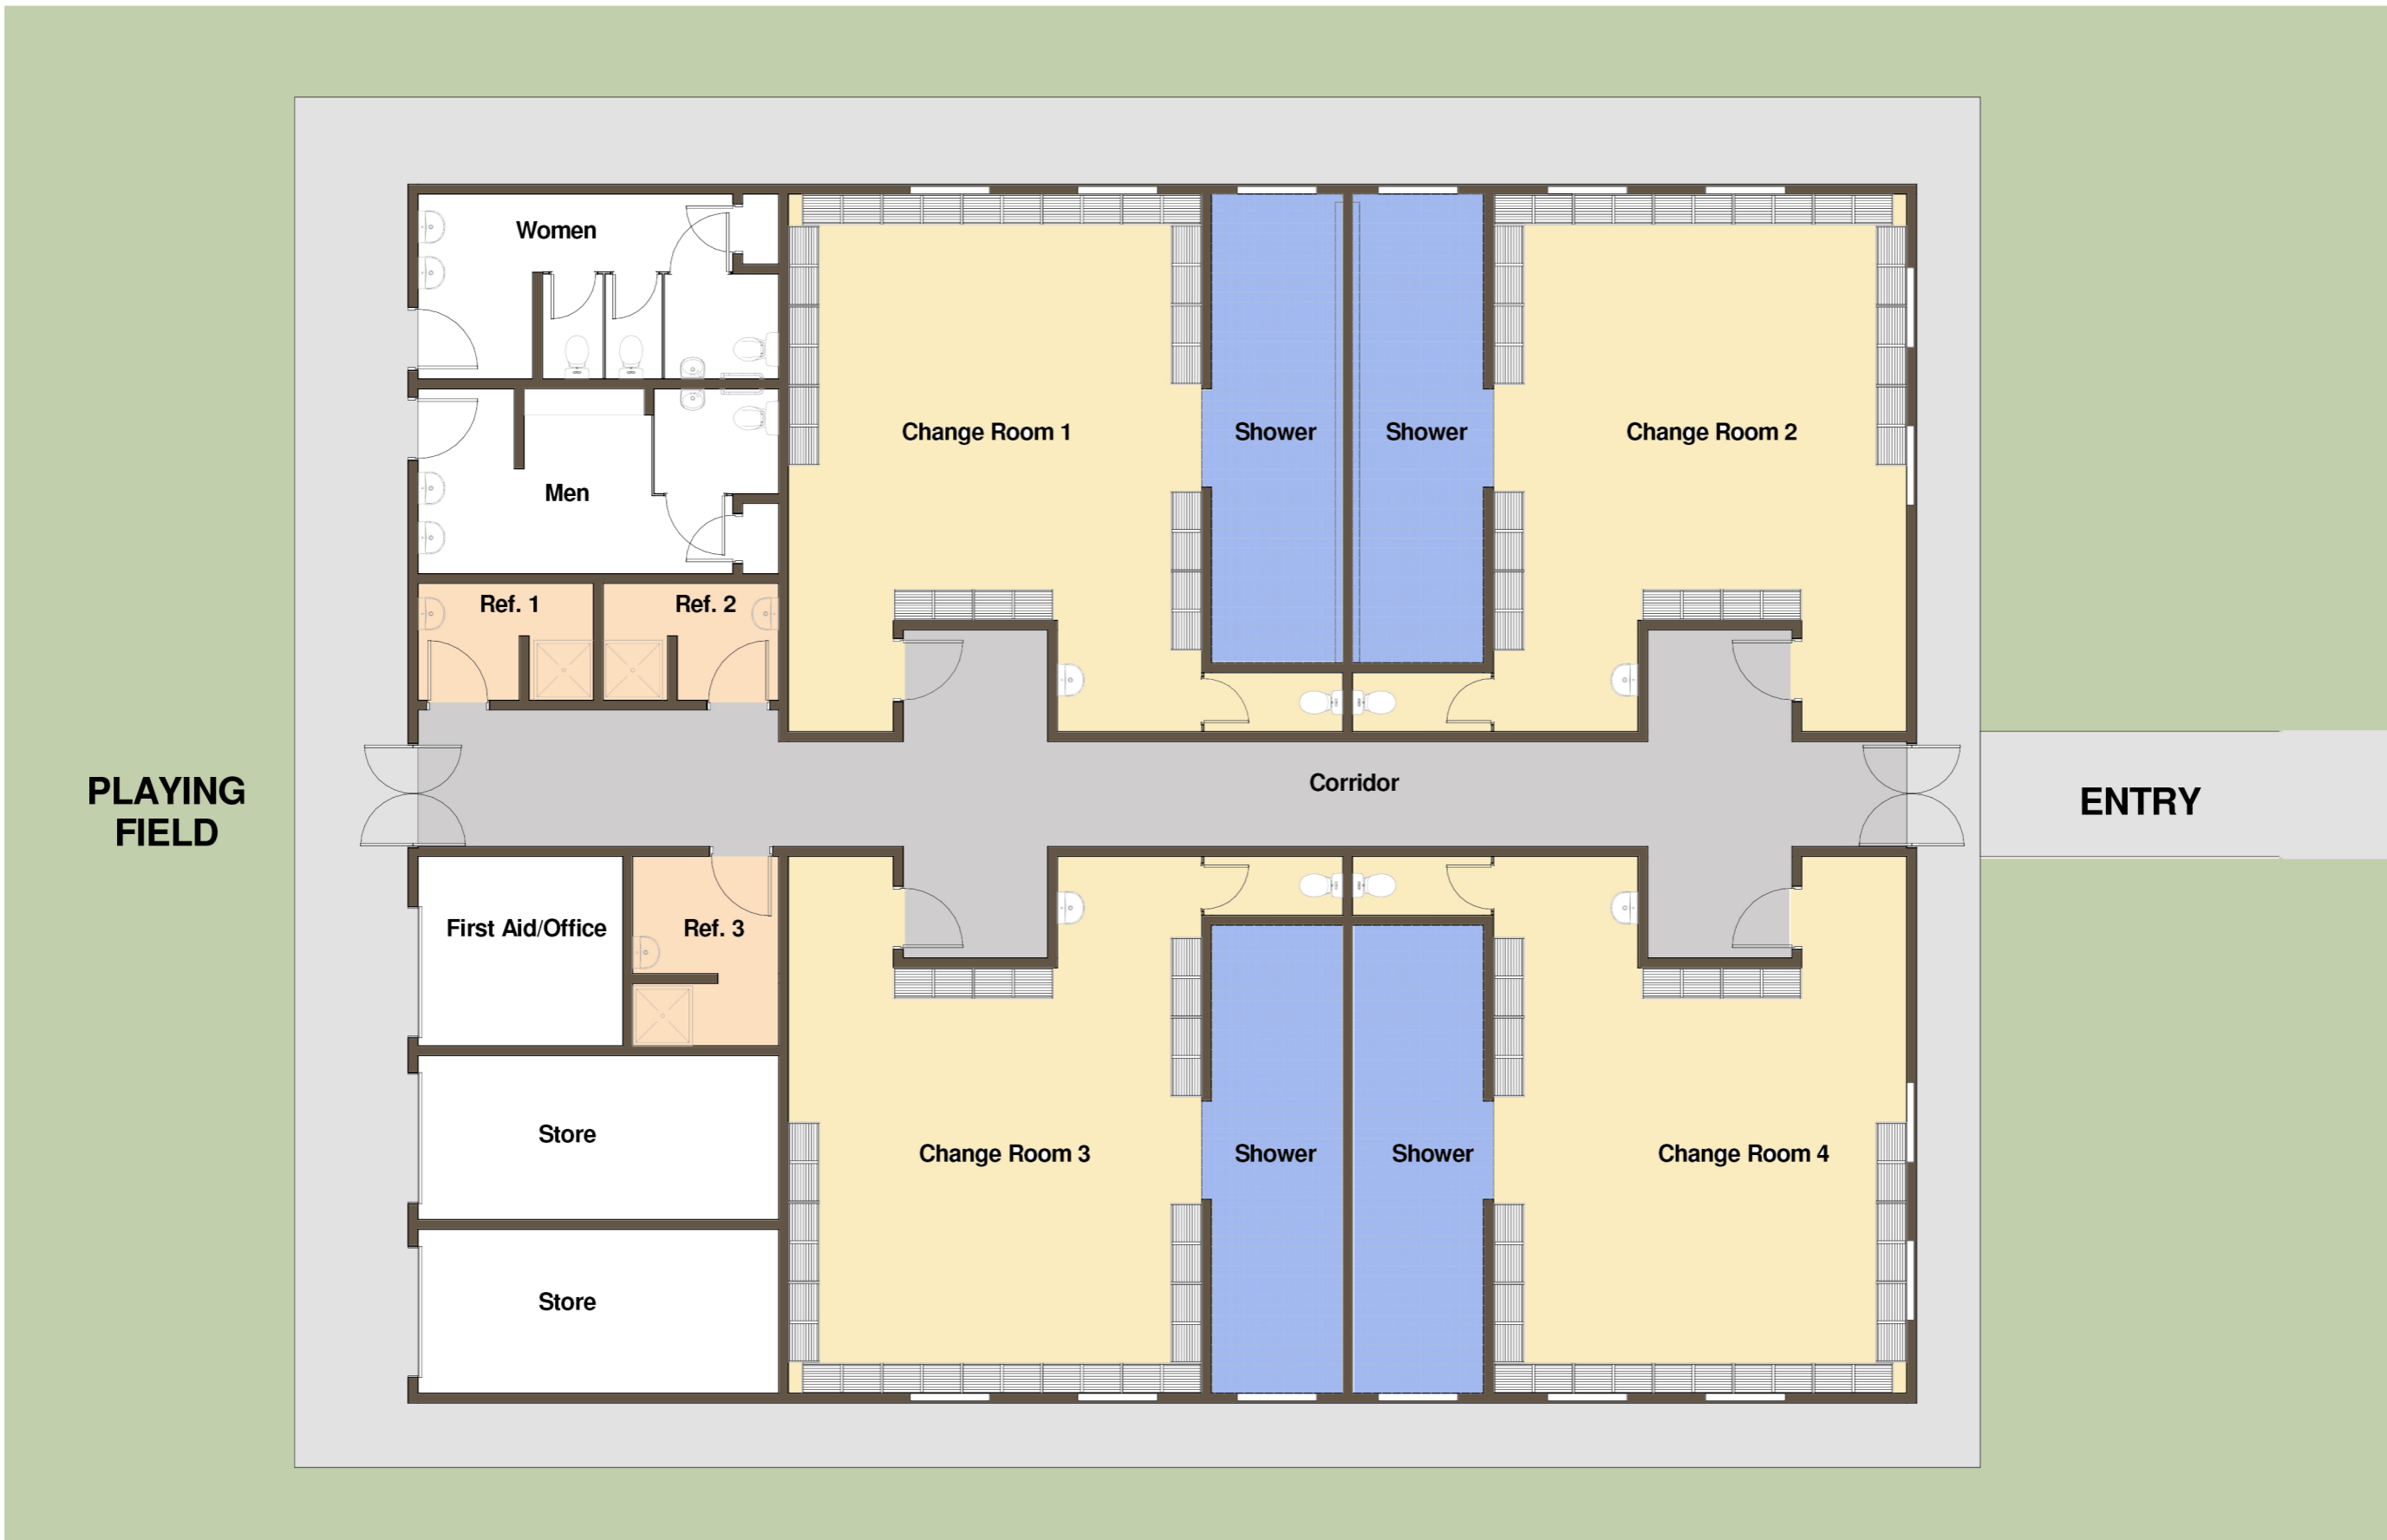 Women
Men
Ref. 1
Ref. 2
Change Room 1
Shower
Shower
Change Room 2
PLAYING
FIELD
Corridor
ENTRY
First Aid/Office
Ref. 3
Store
Store
Change Room 3
Shower
Shower
Change Room 4